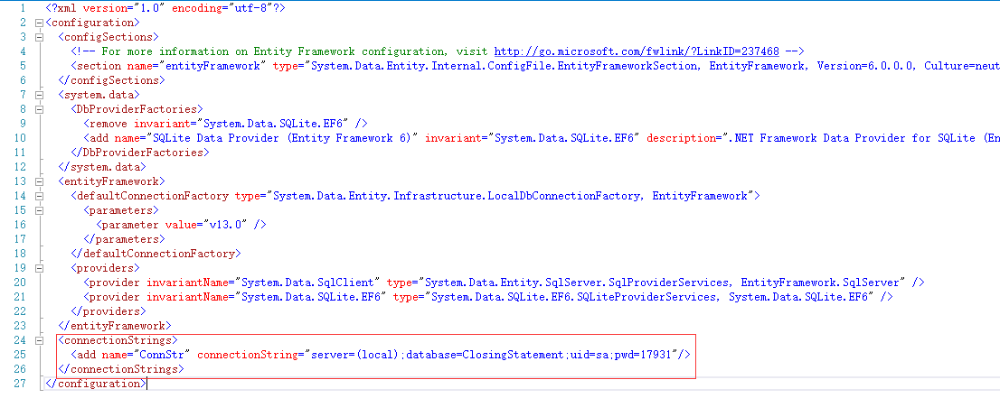 1 <?xml version="1.0" encoding="utf-8"?>
2 <configuration>
3 <configSections>
4 <!-- For more information on Entity Framework configuration, visit http://go.microsoft.com/fwlink/?LinkID=237468 -->
5 <section name="entityFramework" type="System.Data.Entity.Internal.ConfigFile.EntityFrameworkSection, EntityFramework, Version=6.0.0.0, Culture=neut
6 </configSections>
7 <system.data>
8 <DbProviderFactories>
9 <remove invariant="System.Data.SQLite.EF6" />
10 <add name="SQLite Data Provider (Entity Framework 6)" invariant="System.Data.SQLite.EF6" description=".NET Framework Data Provider for SQLite (En
11 </DbProviderFactories>
12 </system.data>
13 <entityFramework>
14 <defaultConnectionFactory type="System.Data.Entity.Infrastructure.LocalDbConnectionFactory, EntityFramework">
15 <parameters>
16 <parameter value="v13.0" />
17 </parameters>
18 </defaultConnectionFactory>
19 <providers>
20 <provider invariantName="System.Data.SqlClient" type="System.Data.Entity.SqlServer.SqlProviderServices, EntityFramework.SqlServer" />
21 <provider invariantName="System.Data.SQLite.EF6" type="System.Data.SQLite.EF6.SQLiteProviderServices, System.Data.SQLite.EF6" />
22 </providers>
23 </entityFramework>
24 <connectionStrings>
25 <add name="ConnStr" connectionString="server=(local);database=ClosingStatement;uid=sa;pwd=17931"/>
26 </connectionStrings>
27 </configuration>